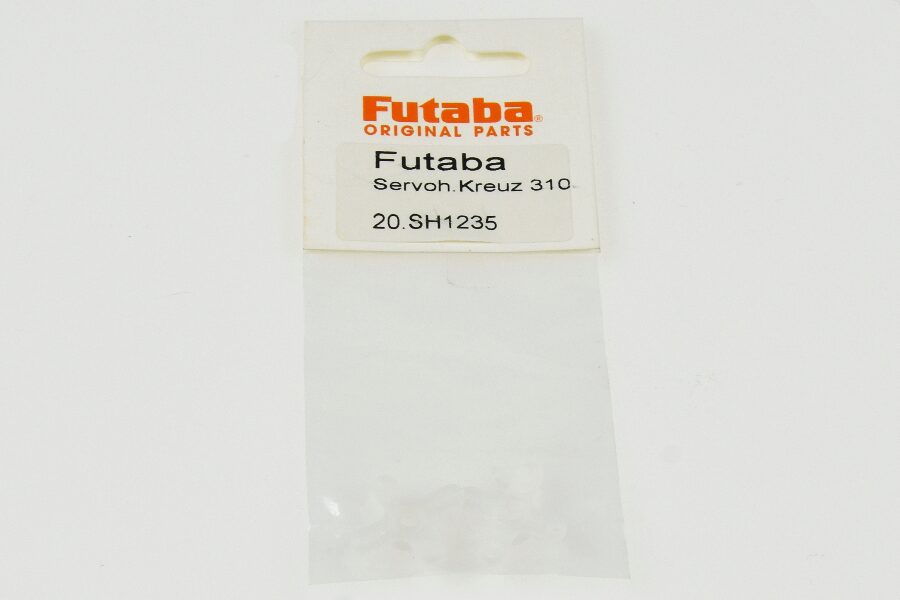 Futaba®
ORIGINAL PARTS
Futaba
Servoh.Kreuz 310
20.SH1235